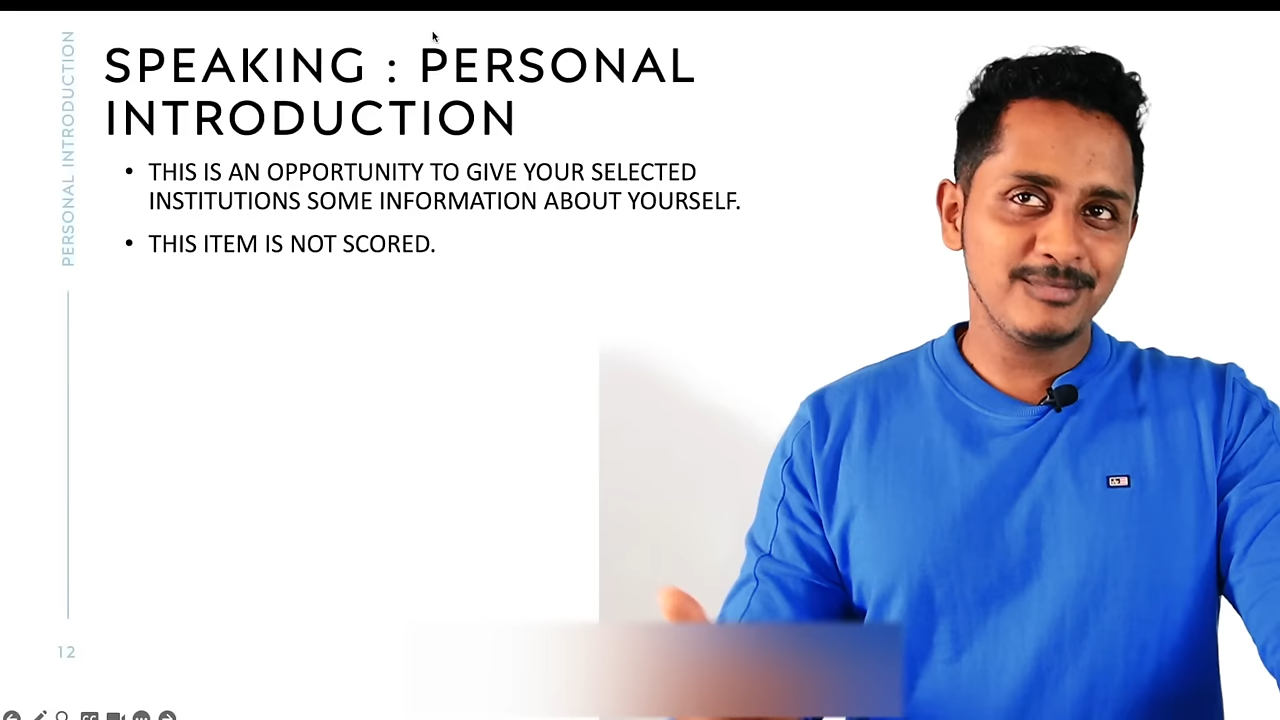 PERSONAL INTRODUCTION
SPEAKING : PERSONAL
INTRODUCTION
• THIS IS AN OPPORTUNITY TO GIVE YOUR SELECTED
INSTITUTIONS SOME INFORMATION ABOUT YOURSELF.
• THIS ITEM IS NOT SCORED.
12